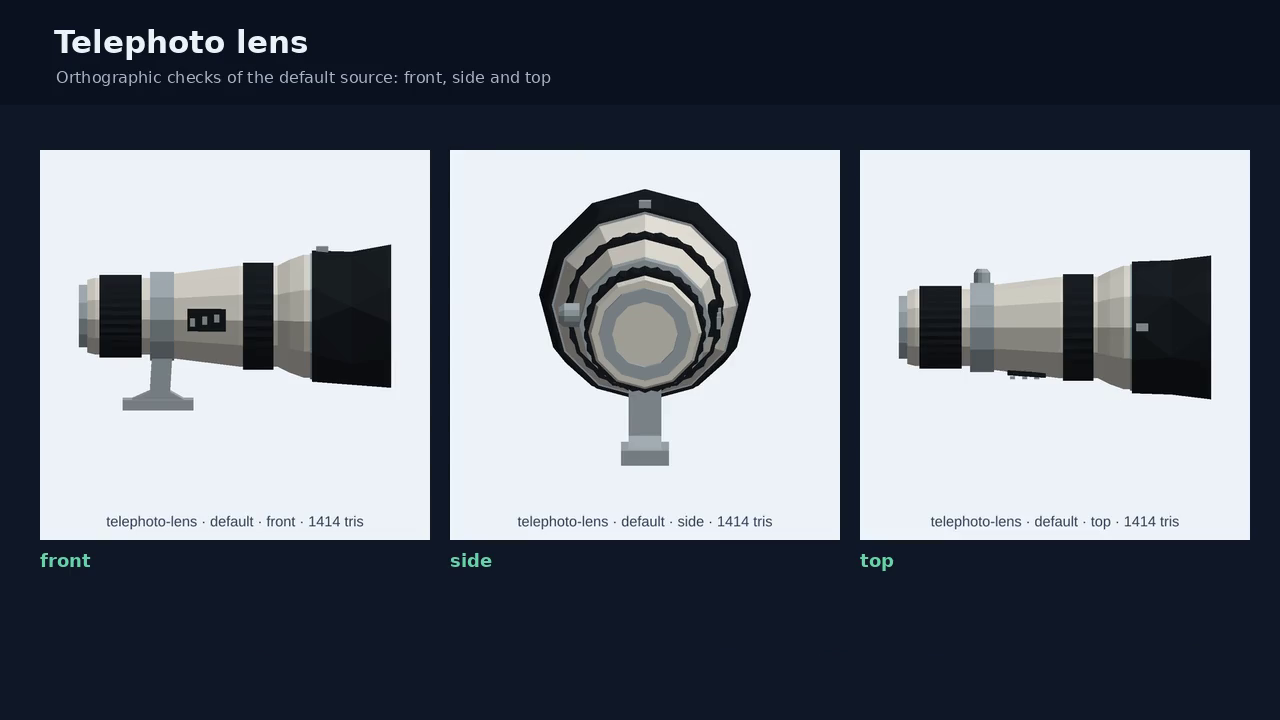 Telephoto lens
Orthographic checks of the default source: front, side and top
telephoto-lens · default · front · 1414 tris
telephoto-lens · default · side · 1414 tris
telephoto-lens · default · top · 1414 tris
front
side
top